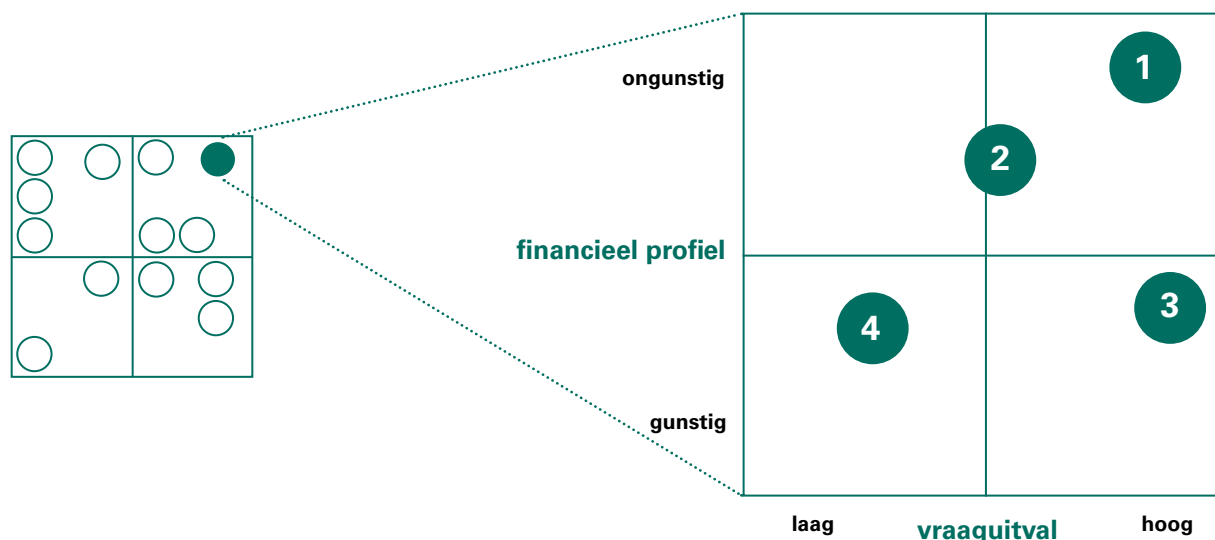 ongunstig
1
2
financieel profiel
3
4
gunstig
laag
vraaguitval
hoog